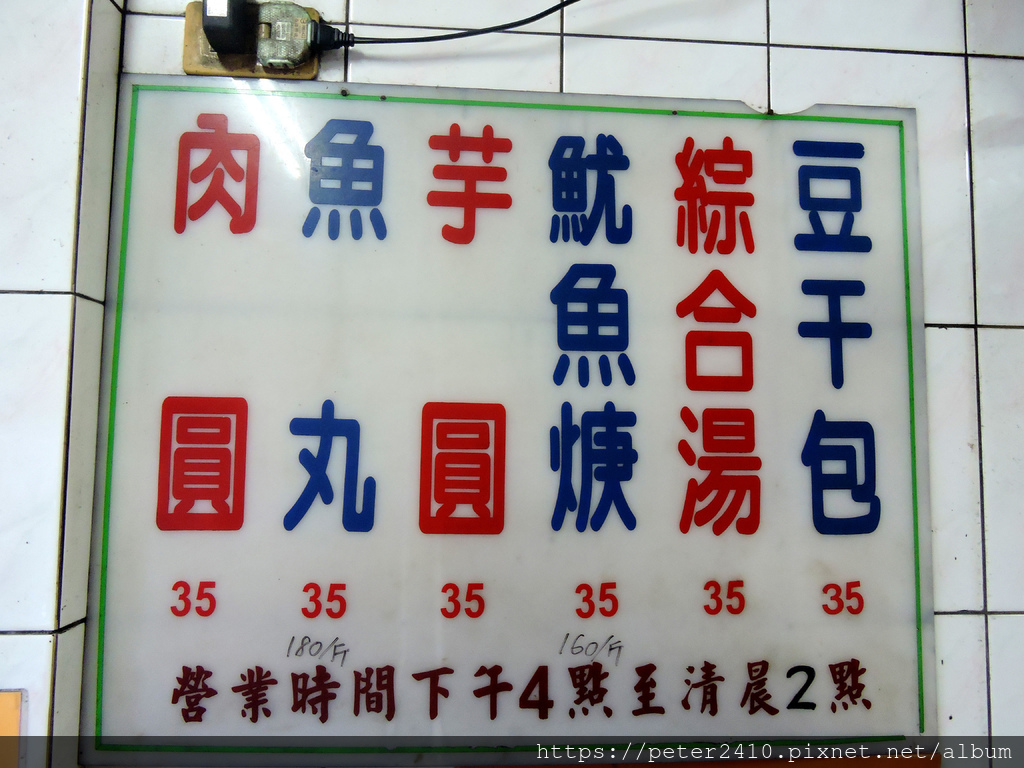 豆干包 35
綜合湯 35
魷魚焿 35 160/斤
芋圓 35
魚丸 35 180/斤
肉圓 35
營業時間下午4點至清晨2點
https://peter2410.pixnet.net/album